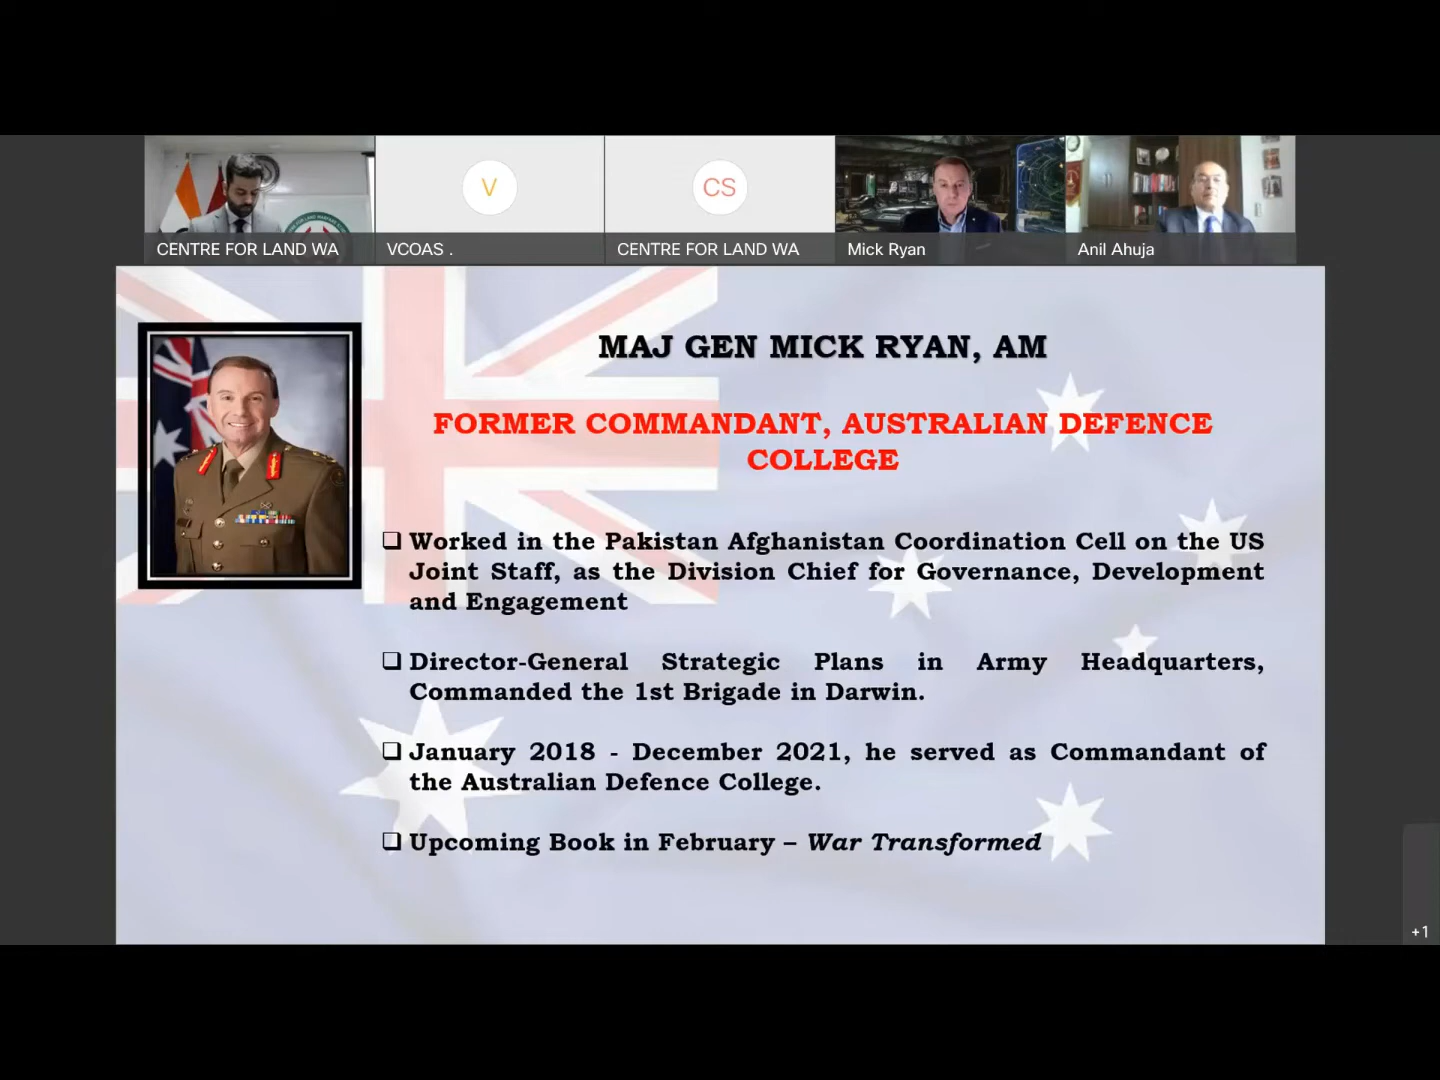 CENTRE FOR LAND WA
V
VCOAS .
CS
CENTRE FOR LAND WA
Mick Ryan
Anil Ahuja
MAJ GEN MICK RYAN, AM
FORMER COMMANDANT, AUSTRALIAN DEFENCE
COLLEGE
❑ Worked in the Pakistan Afghanistan Coordination Cell on the US
Joint Staff, as the Division Chief for Governance, Development
and Engagement
❑ Director-General Strategic Plans in Army Headquarters,
Commanded the 1st Brigade in Darwin.
❑ January 2018 - December 2021, he served as Commandant of
the Australian Defence College.
❑ Upcoming Book in February – War Transformed
+1